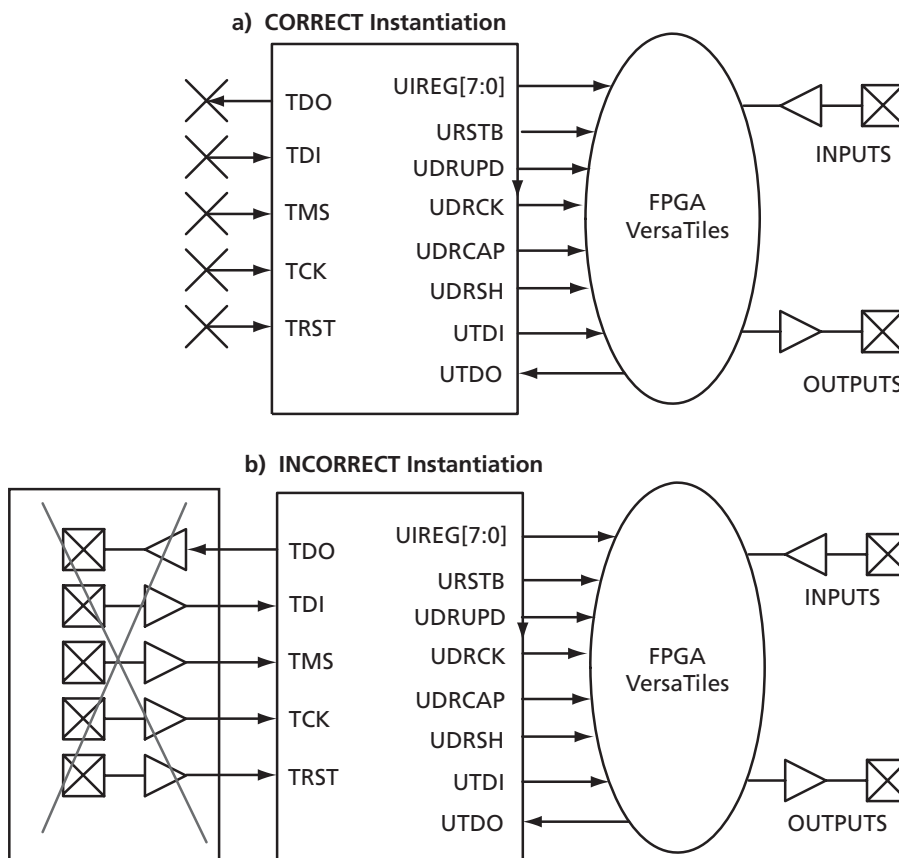 a) CORRECT Instantiation
TDO
TDI
TMS
TCK
TRST
UIREG[7:0]
URSTB
UDRUPD
UDRCK
UDRCAP
UDRSH
UTDI
UTDO
FPGA
VersaTiles
INPUTS
OUTPUTS
b) INCORRECT Instantiation
TDO
TDI
TMS
TCK
TRST
UIREG[7:0]
URSTB
UDRUPD
UDRCK
UDRCAP
UDRSH
UTDI
UTDO
FPGA
VersaTiles
INPUTS
OUTPUTS